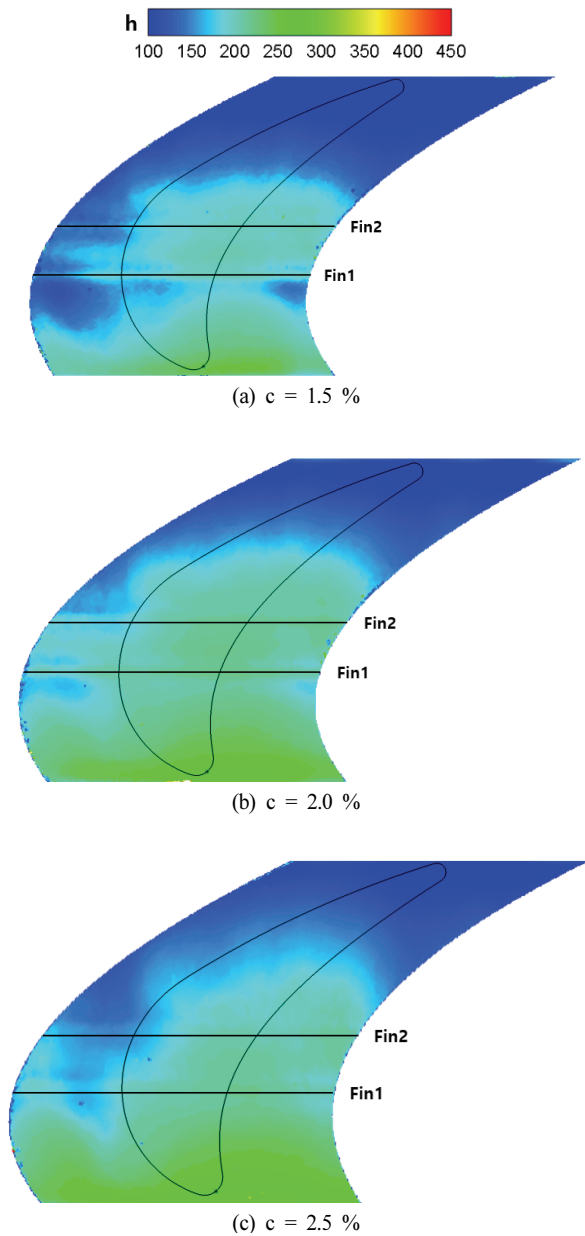 h
100 150 200 250 300 350 400 450
Fin2
Fin1
(a) c = 1.5 %
Fin2
Fin1
(b) c = 2.0 %
Fin2
Fin1
(c) c = 2.5 %